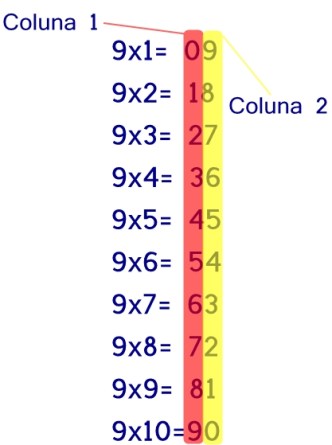 Coluna 1
9x1= 09
9x2= 18
Coluna 2
9x3= 27
9x4= 36
9x5= 45
9x6= 54
9x7= 63
9x8= 72
9x9= 81
9x10=90